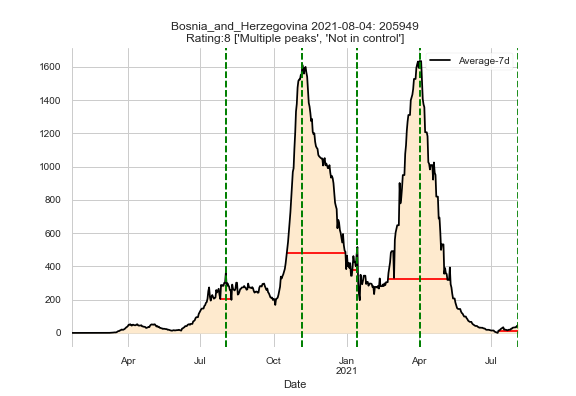 Bosnia_and_Herzegovina 2021-08-04: 205949
Rating:8 ['Multiple peaks', 'Not in control']
Average-7d
1600
1400
1200
1000
800
600
400
200
0
Apr Jul Oct Jan Apr Jul
2021
Date